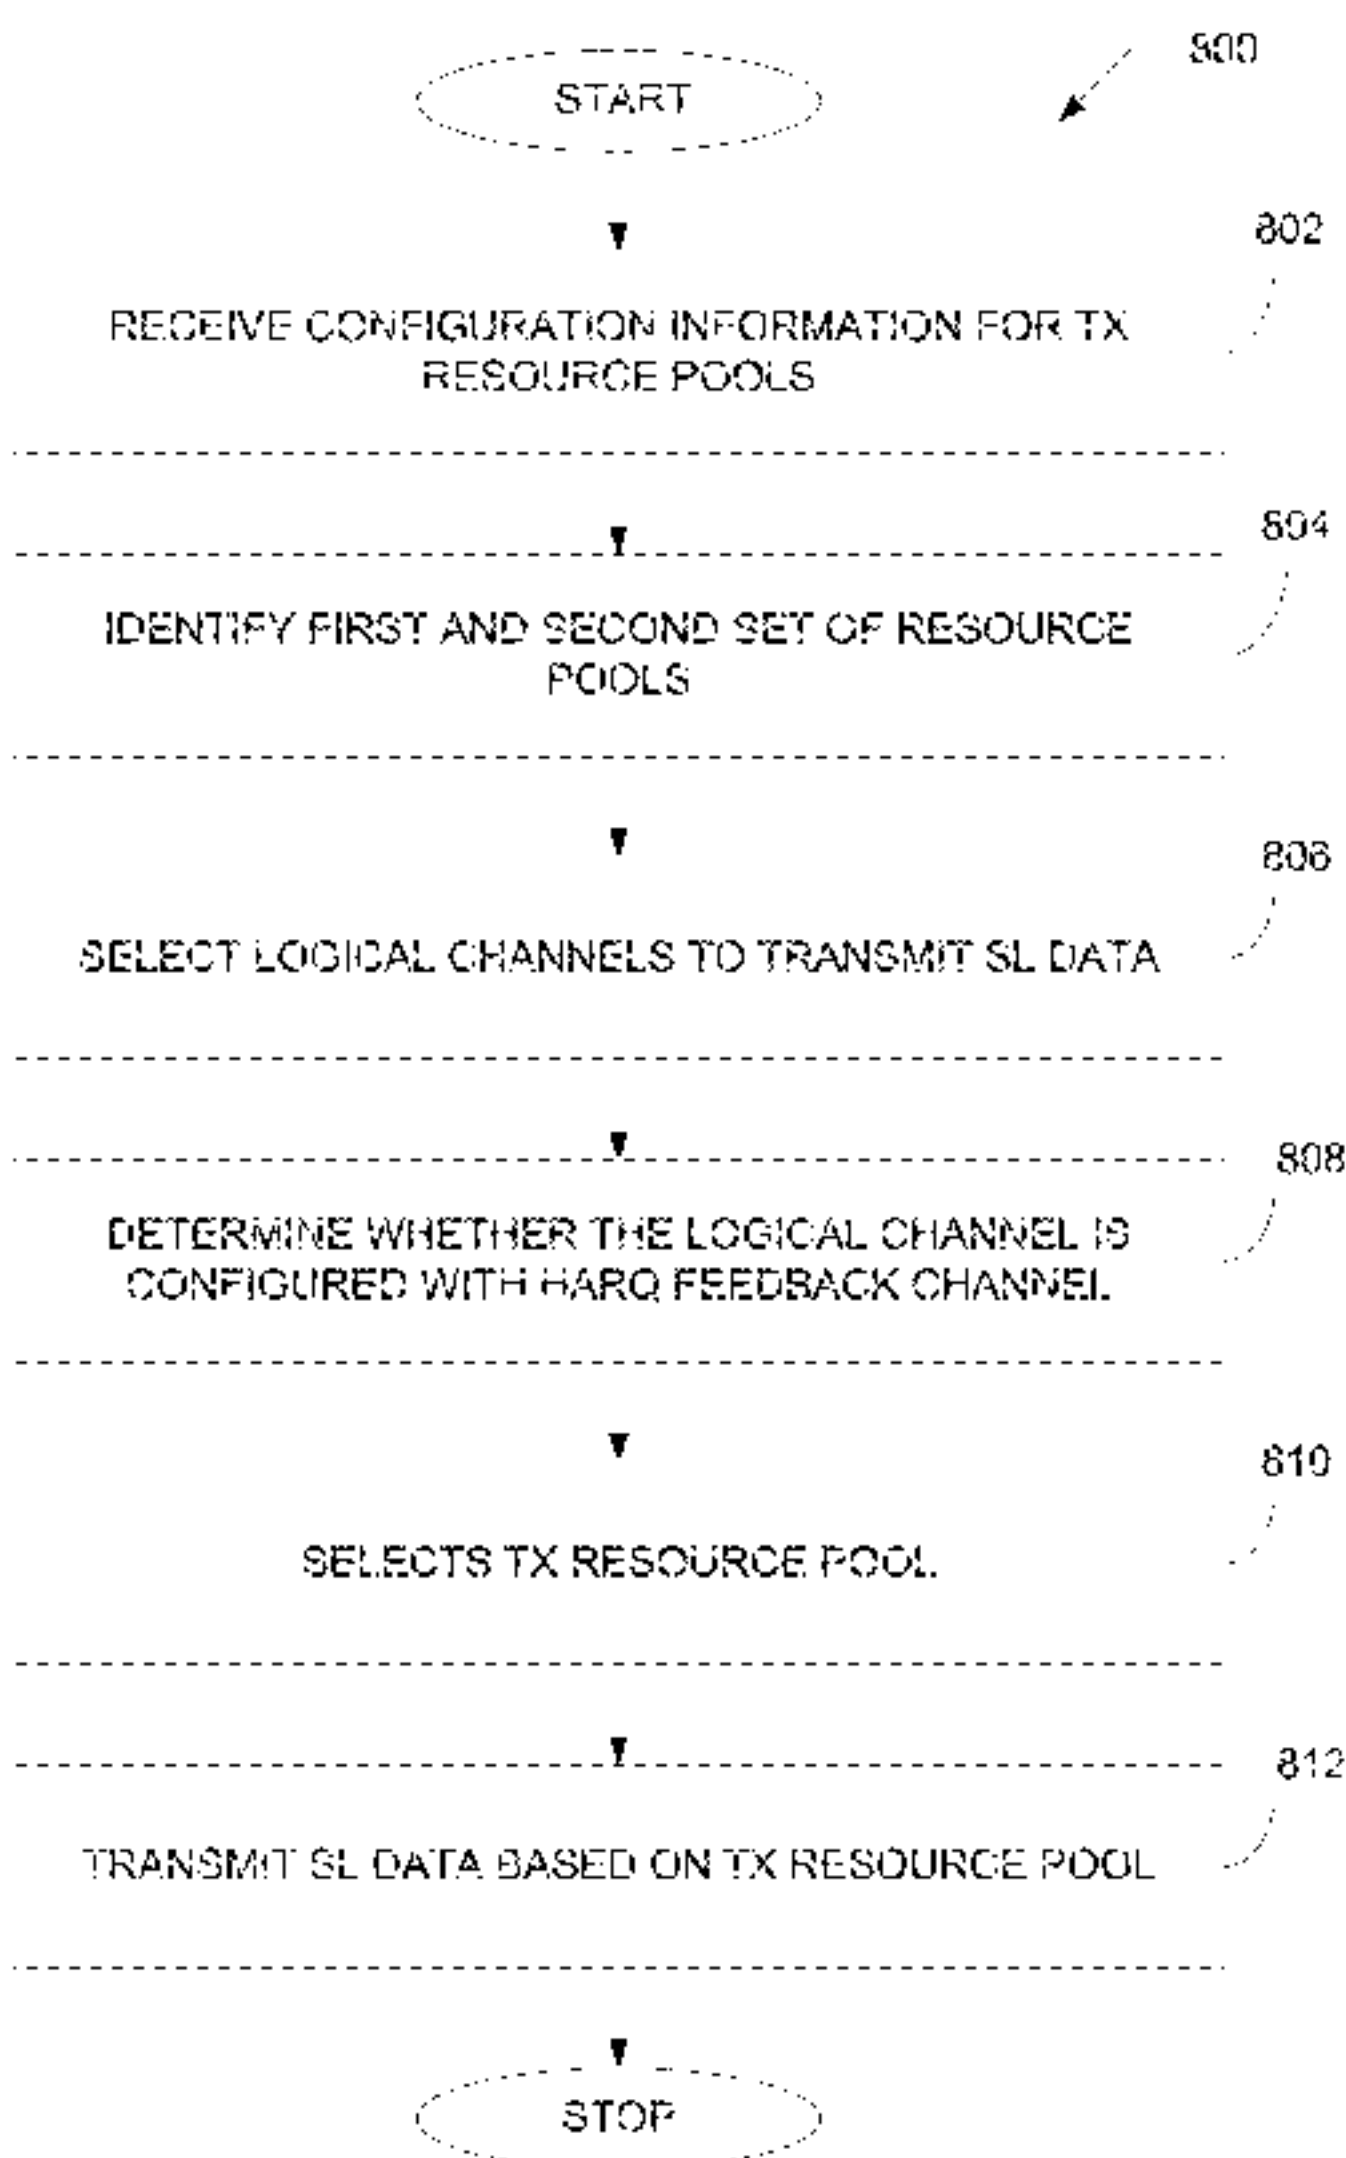 800
START
802
RECEIVE CONFIGURATION INFORMATION FOR TX
RESOURCE POOLS
804
IDENTIFY FIRST AND SECOND SET OF RESOURCE
POOLS
806
SELECT LOGICAL CHANNELS TO TRANSMIT SL DATA
808
DETERMINE WHETHER THE LOGICAL CHANNEL IS
CONFIGURED WITH HARQ FEEDBACK CHANNEL
810
SELECTS TX RESOURCE POOL
812
TRANSMIT SL DATA BASED ON TX RESOURCE POOL
STOP